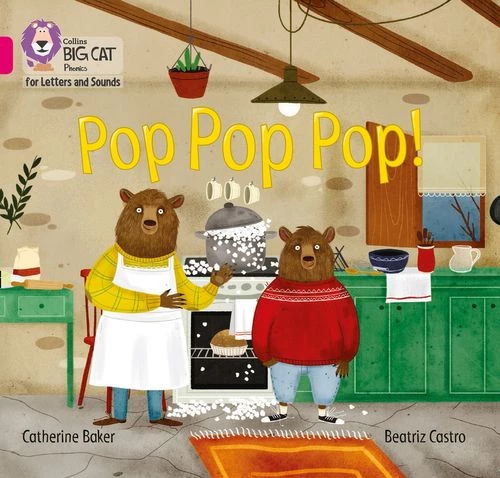 Collins
BIG CAT
Phonics
for Letters and Sounds
Pop Pop Pop!
Catherine Baker
Beatriz Castro